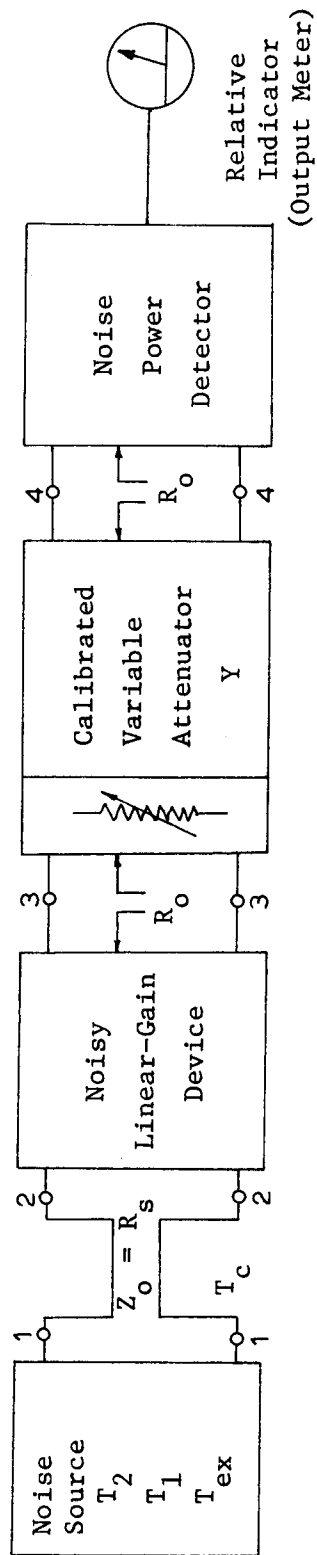 Noise
Source
T2
T1
Tex
1
1
Zo = Rs
Tc
2
2
Noisy
Linear-Gain
Device
3
3
Ro
Calibrated
Variable
Attenuator
Y
4
4
Ro
Noise
Power
Detector
Relative
Indicator
(Output Meter)